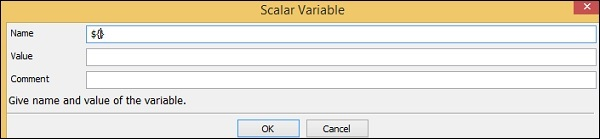 Scalar Variable
Name ${}
Value
Comment
Give name and value of the variable.
OK Cancel